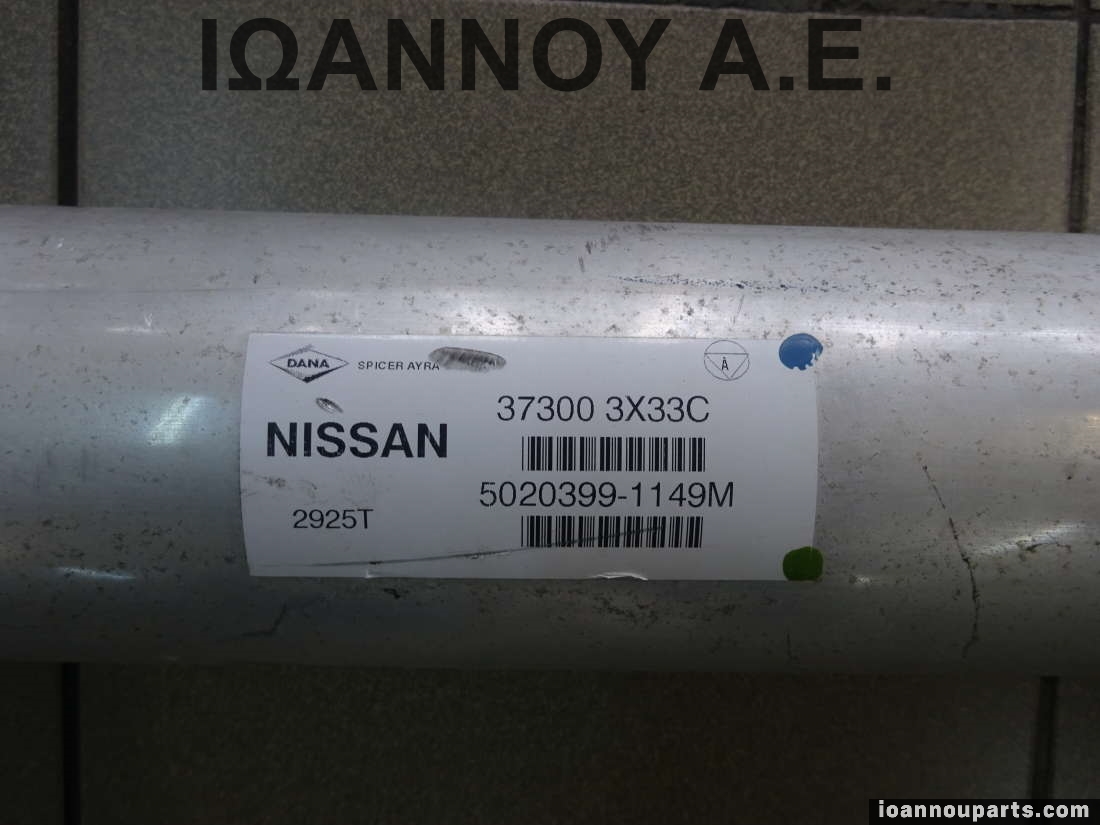 ΙΩΑΝΝΟΥ Α.Ε.
DANA SPICER AYRA
A
37300 3X33C
NISSAN
5020399-1149M
2925T
ioannouparts.com